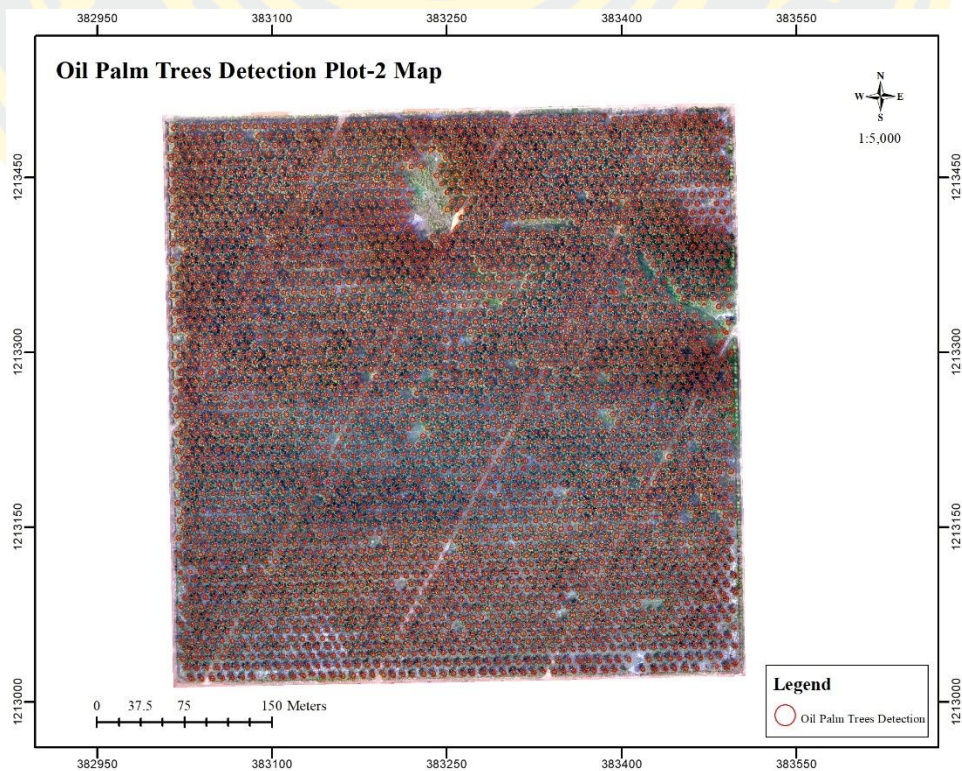 382950 383100 383250 383400 383550
Oil Palm Trees Detection Plot-2 Map
N
W E
S
1:5,000
1213450 1213450
1213300 1213300
1213150 1213150
1213000 1213000
Legend
Oil Palm Trees Detection
0 37.5 75 150 Meters
382950 383100 383250 383400 383550